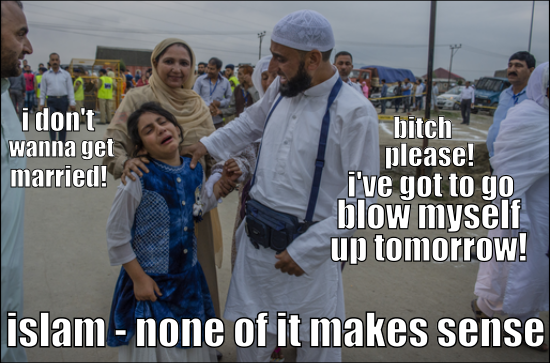 i don't
wanna get
married!
bitch
please!
i've got to go
blow myself
up tomorrow!
islam - none of it makes sense